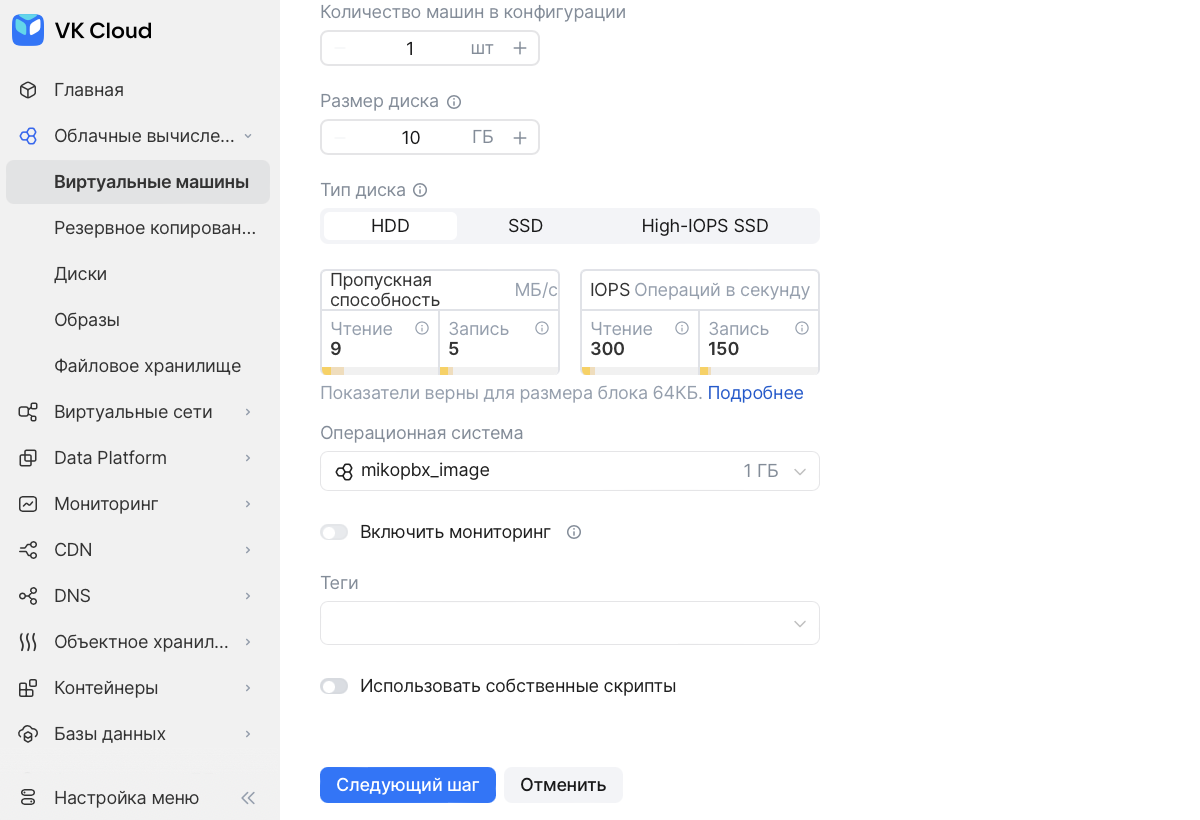 VK Cloud
Главная
Облачные вычисле...
Виртуальные машины
Резервное копирован...
Диски
Образы
Файловое хранилище
Виртуальные сети
Data Platform
Мониторинг
CDN
DNS
Объектное хранил...
Контейнеры
Базы данных
Настройка меню
Количество машин в конфигурации
1 шт
Размер диска
10 ГБ
Тип диска
HDD SSD High-IOPS SSD
Пропускная способность МБ/с
Чтение Запись
9 5
IOPS Операций в секунду
Чтение Запись
300 150
Показатели верны для размера блока 64КБ. Подробнее
Операционная система
mikopbx_image 1 ГБ
Включить мониторинг
Теги
Использовать собственные скрипты
Следующий шаг Отменить